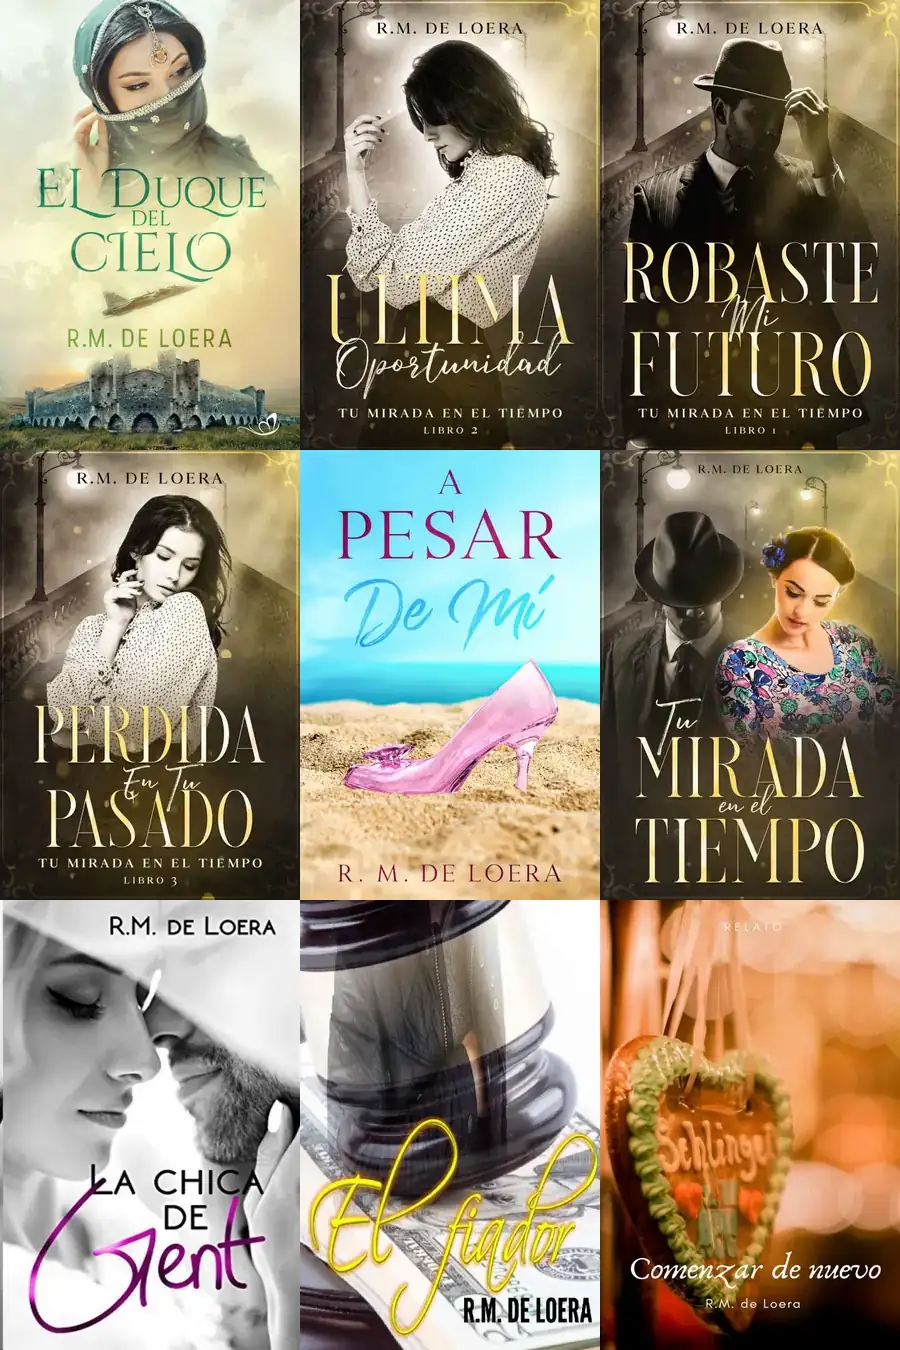 EL DUQUE
DEL
CIELO
R.M. DE LOERA
R.M. DE LOERA
ÚLTIMA
Oportunidad
TU MIRADA EN EL TIEMPO
LIBRO 2
R.M. DE LOERA
ROBASTE
Mi
FUTURO
TU MIRADA EN EL TIEMPO
LIBRO 1
R.M. DE LOERA
PERDIDA
En Tu
PASADO
TU MIRADA EN EL TIEMPO
LIBRO 3
A
PESAR
De Mí
R. M. DE LOERA
R.M. DE LOERA
Tu
MIRADA
en el
TIEMPO
R.M. DE LOERA
LA CHICA
DE
Gent
El fiador
R.M. DE LOERA
RELATO
Schlingel
Comenzar de nuevo
R.M. de Loera